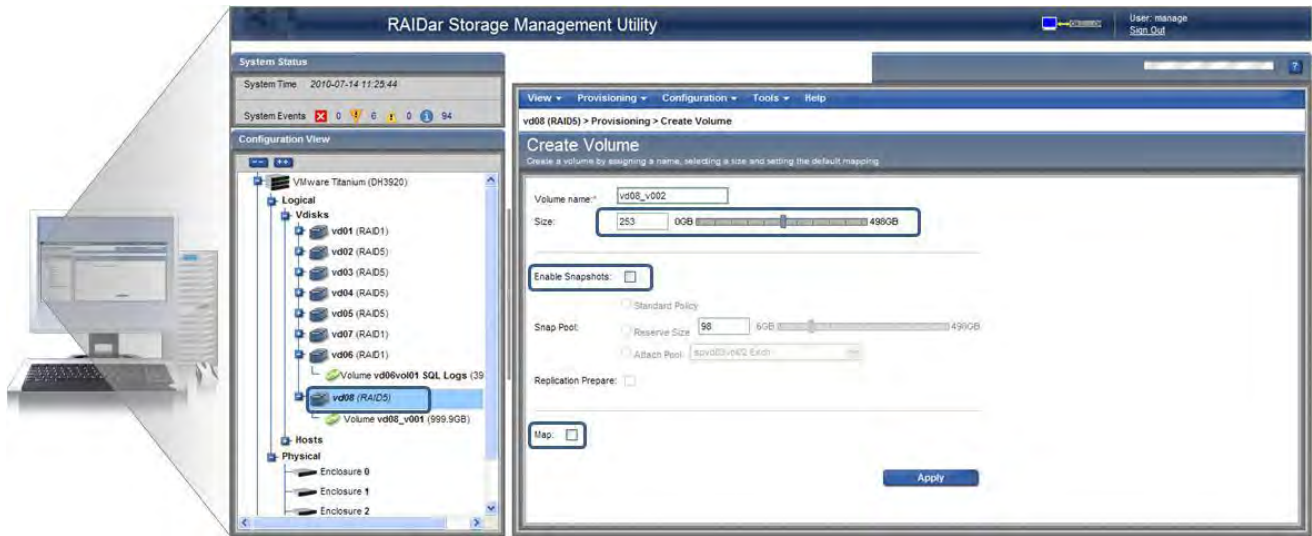 RAIDar Storage Management Utility
User: manage
Sign Out
System Status
System Time 2010-07-14 11:25:44
System Events 0 6 0 94
Configuration View
VMware Titanium (DH3920)
Logical
Vdisks
vd01 (RAID1)
vd02 (RAID5)
vd03 (RAID5)
vd04 (RAID5)
vd05 (RAID5)
vd07 (RAID1)
vd06 (RAID1)
Volume vd06vol01 SQL Logs (39
vd08 (RAID5)
Volume vd08_v001 (999.9GB)
Hosts
Physical
Enclosure 0
Enclosure 1
Enclosure 2
View Provisioning Configuration Tools Help
vd08 (RAID5) > Provisioning > Create Volume
Create Volume
Create a volume by assigning a name, selecting a size and setting the default mapping
Volume name:* vd08_v002
Size: 253 0GB 498GB
Enable Snapshots:
Standard Policy
Snap Pool:
Reserve Size 98 6GB 498GB
Attach Pool
Replication Prepare:
Map:
Apply